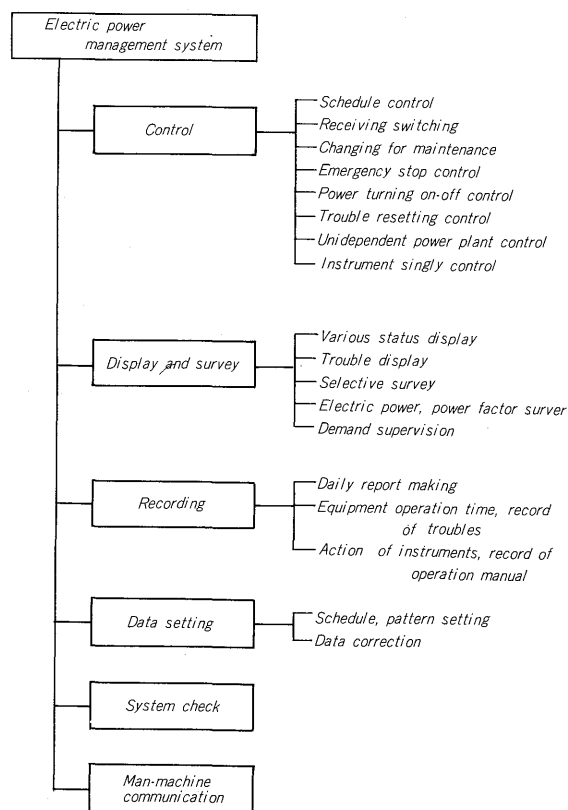 Electric power
management system
Control
Schedule control
Receiving switching
Changing for maintenance
Emergency stop control
Power turning on-off control
Trouble resetting control
Unidependent power plant control
Instrument singly control
Display and survey
Various status display
Trouble display
Selective survey
Electric power, power factor surver
Demand supervision
Recording
Daily report making
Equipment operation time, record
of troubles
Action of instruments, record of
operation manual
Data setting
Schedule, pattern setting
Data correction
System check
Man-machine
communication